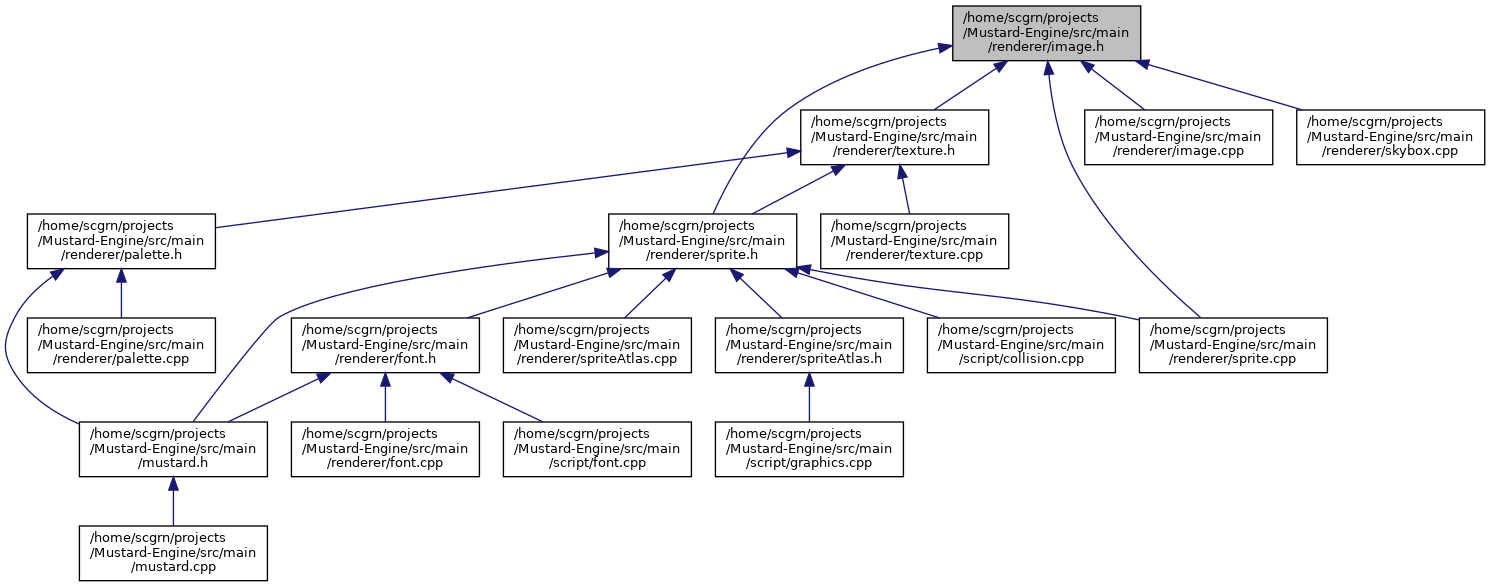 /home/scgrn/projects
/Mustard-Engine/src/main
/renderer/image.h
/home/scgrn/projects
/Mustard-Engine/src/main
/renderer/texture.h
/home/scgrn/projects
/Mustard-Engine/src/main
/renderer/image.cpp
/home/scgrn/projects
/Mustard-Engine/src/main
/renderer/skybox.cpp
/home/scgrn/projects
/Mustard-Engine/src/main
/renderer/palette.h
/home/scgrn/projects
/Mustard-Engine/src/main
/renderer/sprite.h
/home/scgrn/projects
/Mustard-Engine/src/main
/renderer/texture.cpp
/home/scgrn/projects
/Mustard-Engine/src/main
/renderer/palette.cpp
/home/scgrn/projects
/Mustard-Engine/src/main
/renderer/font.h
/home/scgrn/projects
/Mustard-Engine/src/main
/renderer/spriteAtlas.cpp
/home/scgrn/projects
/Mustard-Engine/src/main
/renderer/spriteAtlas.h
/home/scgrn/projects
/Mustard-Engine/src/main
/script/collision.cpp
/home/scgrn/projects
/Mustard-Engine/src/main
/renderer/sprite.cpp
/home/scgrn/projects
/Mustard-Engine/src/main
/mustard.h
/home/scgrn/projects
/Mustard-Engine/src/main
/renderer/font.cpp
/home/scgrn/projects
/Mustard-Engine/src/main
/script/font.cpp
/home/scgrn/projects
/Mustard-Engine/src/main
/script/graphics.cpp
/home/scgrn/projects
/Mustard-Engine/src/main
/mustard.cpp